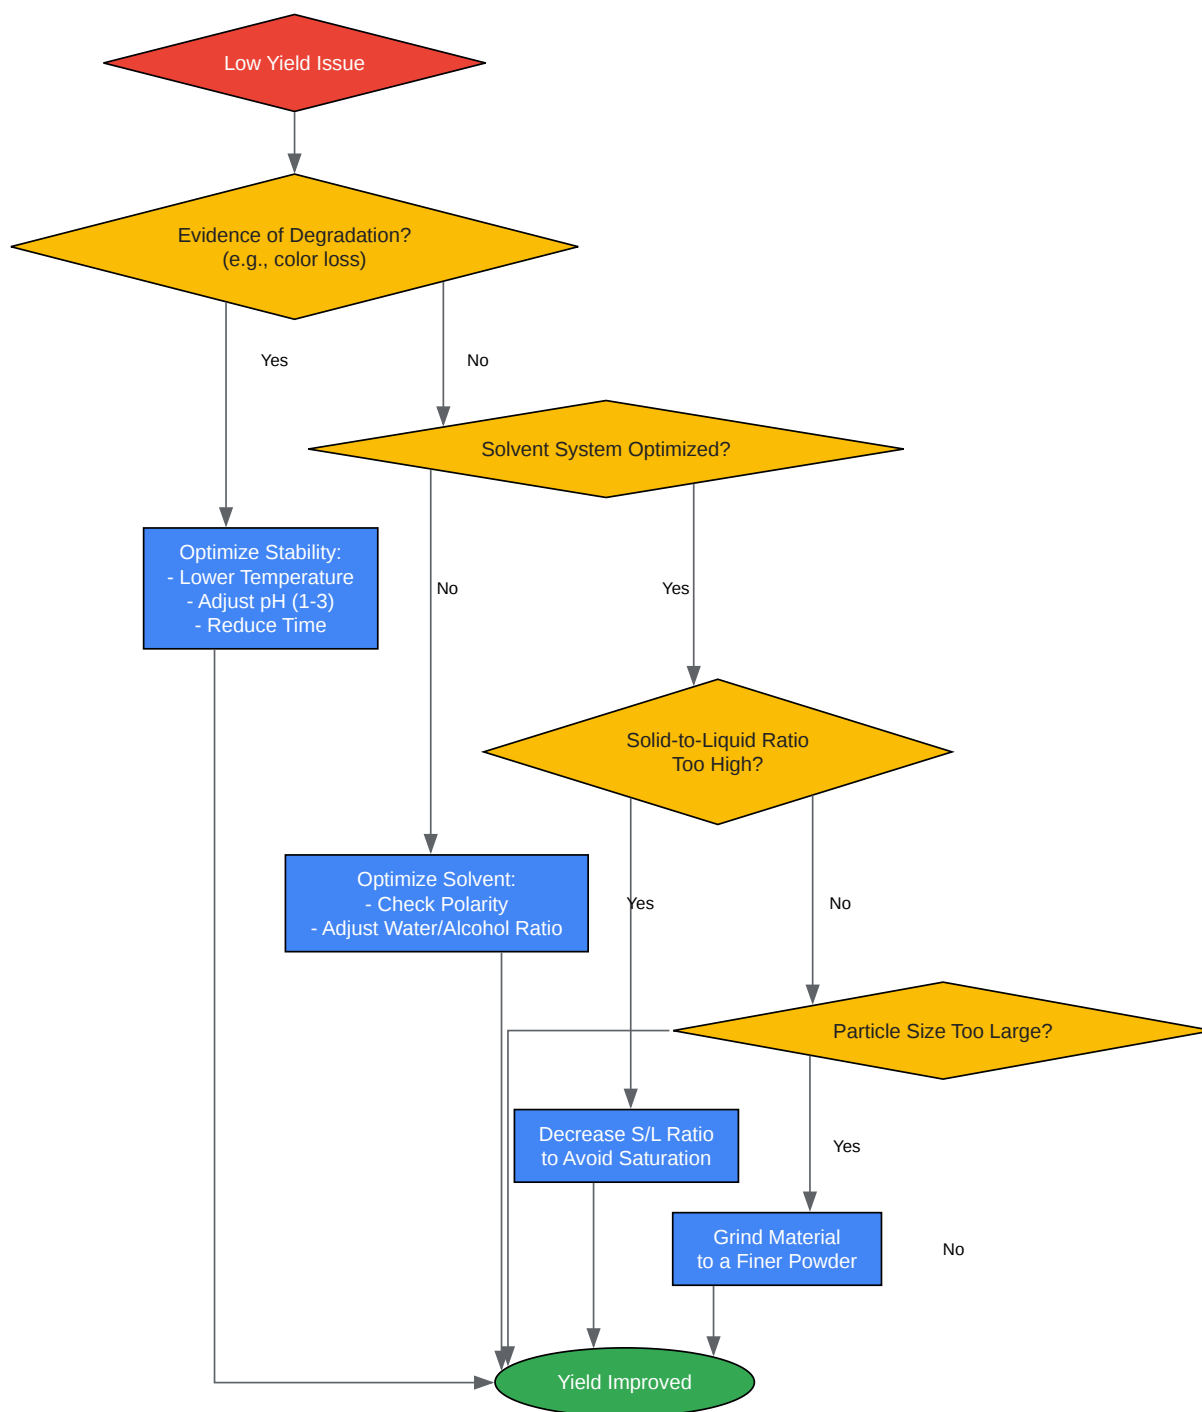 Low Yield Issue
Evidence of Degradation?
(e.g., color loss)
Yes
No
Solvent System Optimized?
Optimize Stability:
- Lower Temperature
- Adjust pH (1-3)
- Reduce Time
No
Yes
Solid-to-Liquid Ratio
Too High?
Optimize Solvent:
- Check Polarity
- Adjust Water/Alcohol Ratio
Yes
No
Particle Size Too Large?
Decrease S/L Ratio
to Avoid Saturation
Yes
Grind Material
to a Finer Powder
No
Yield Improved